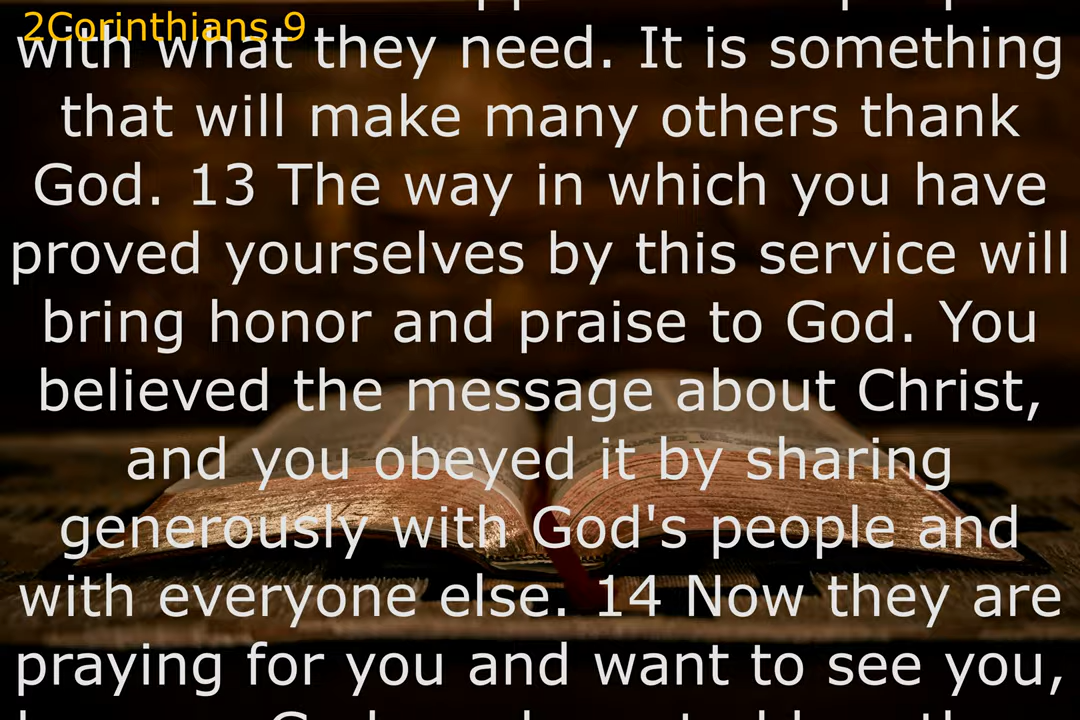 2Corinthians 9
with what they need. It is something
that will make many others thank
God. 13 The way in which you have
proved yourselves by this service will
bring honor and praise to God. You
believed the message about Christ,
and you obeyed it by sharing
generously with God's people and
with everyone else. 14 Now they are
praying for you and want to see you,